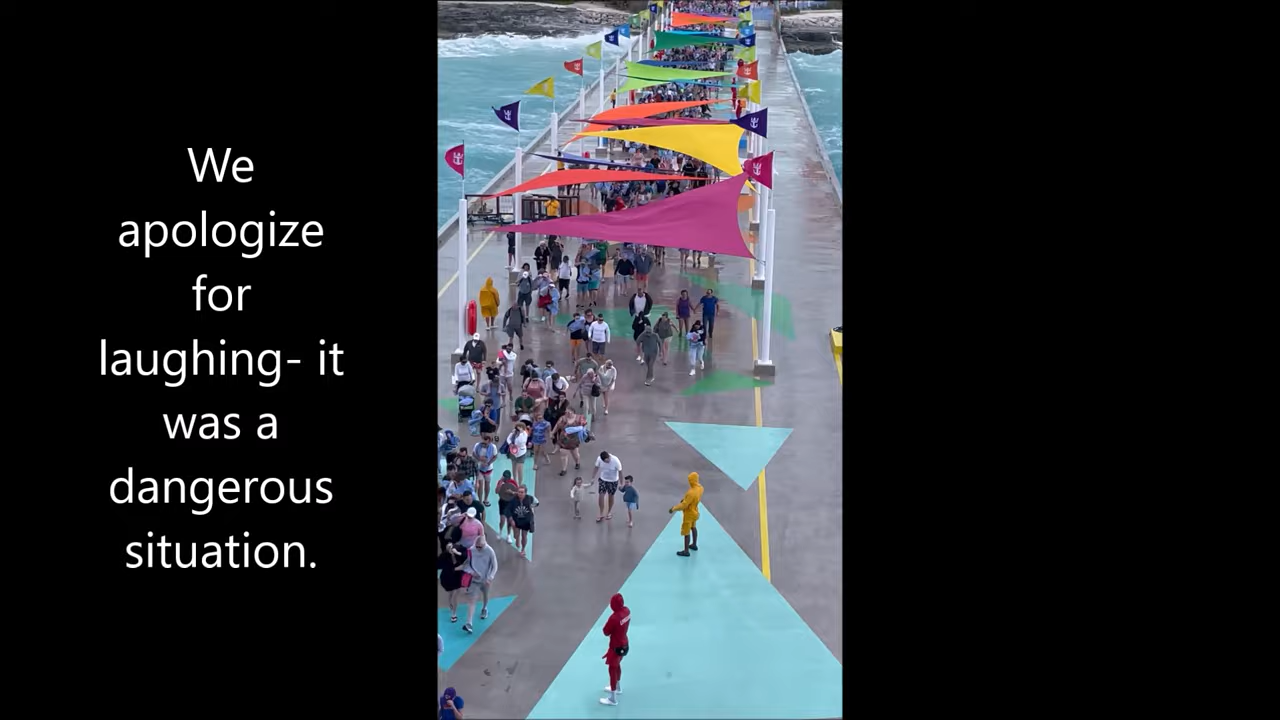 We
apologize
for
laughing- it
was a
dangerous
situation.